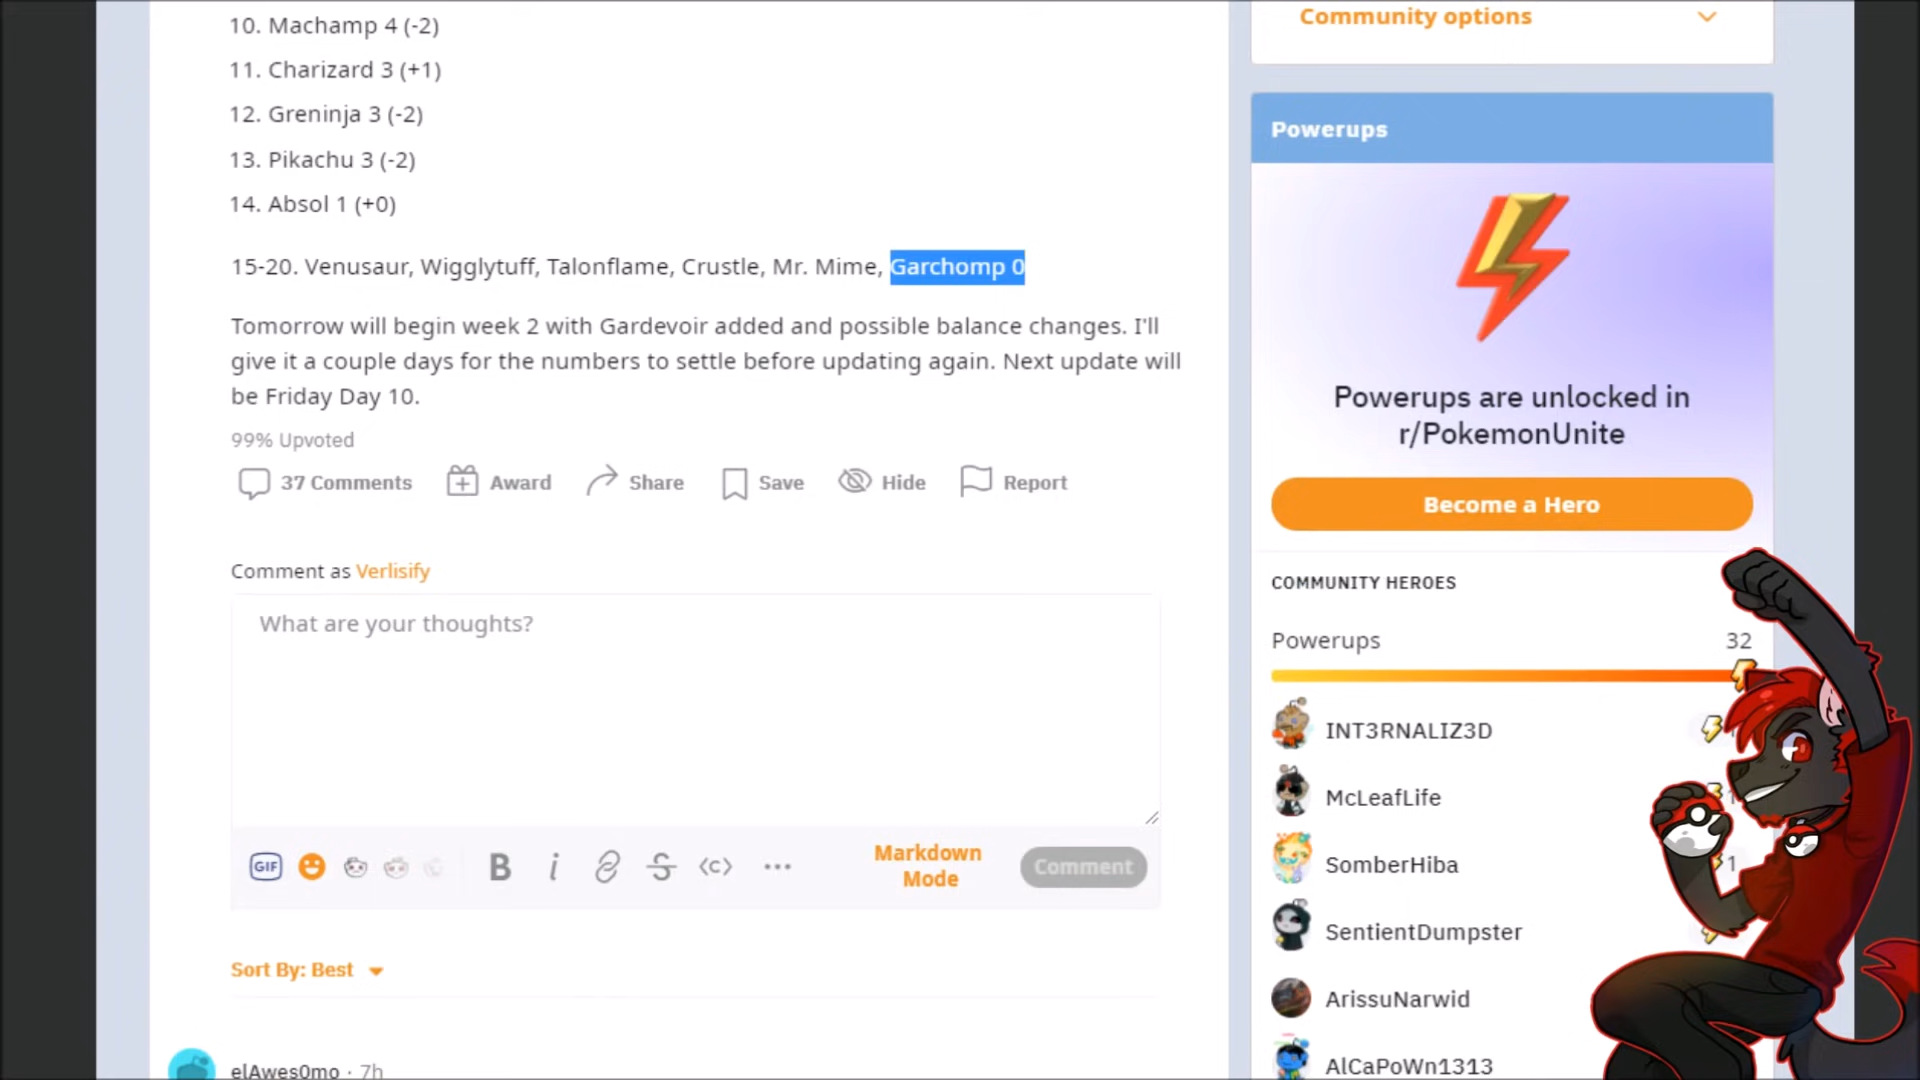 10. Machamp 4 (-2)
11. Charizard 3 (+1)
12. Greninja 3 (-2)
13. Pikachu 3 (-2)
14. Absol 1 (+0)
15-20. Venusaur, Wigglytuff, Talonflame, Crustle, Mr. Mime, Garchomp 0
Tomorrow will begin week 2 with Gardevoir added and possible balance changes. I'll
give it a couple days for the numbers to settle before updating again. Next update will
be Friday Day 10.
99% Upvoted
37 Comments Award Share Save Hide Report
Comment as Verlisify
What are your thoughts?
GIF B i S <c> ...
Markdown
Mode
Comment
Sort By: Best
elAwes0mo · 7h
Community options
Powerups
Powerups are unlocked in
r/PokemonUnite
Become a Hero
COMMUNITY HEROES
Powerups 32
INT3RNALIZ3D
McLeafLife
SomberHiba 1
SentientDumpster
ArissuNarwid
AlCaPoWn1313